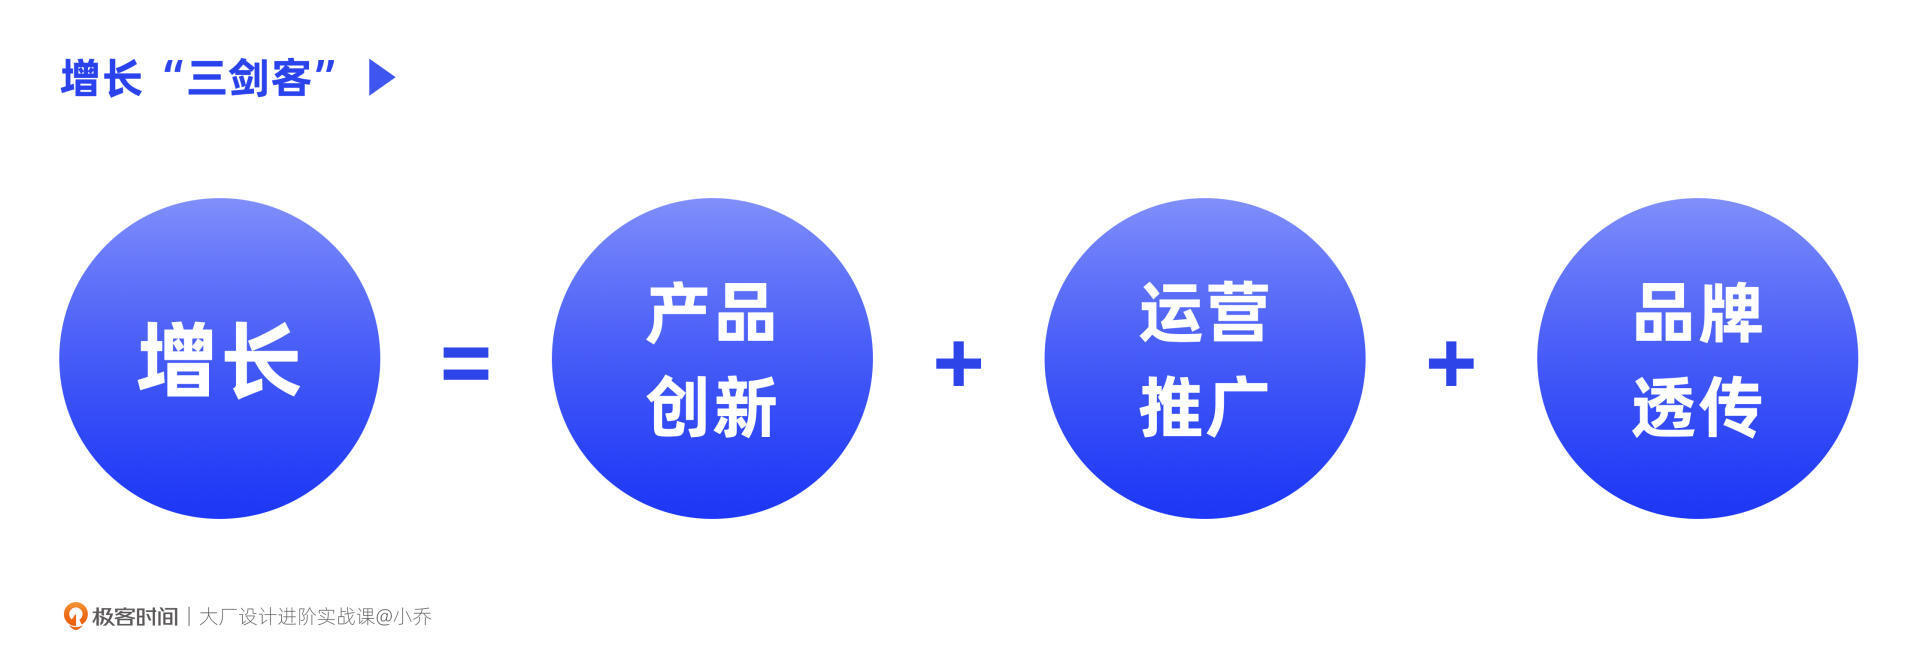 增长“三剑客”
增长
=
产品
创新
+
运营
推广
+
品牌
透传
极客时间 | 大厂设计进阶实战课@小乔